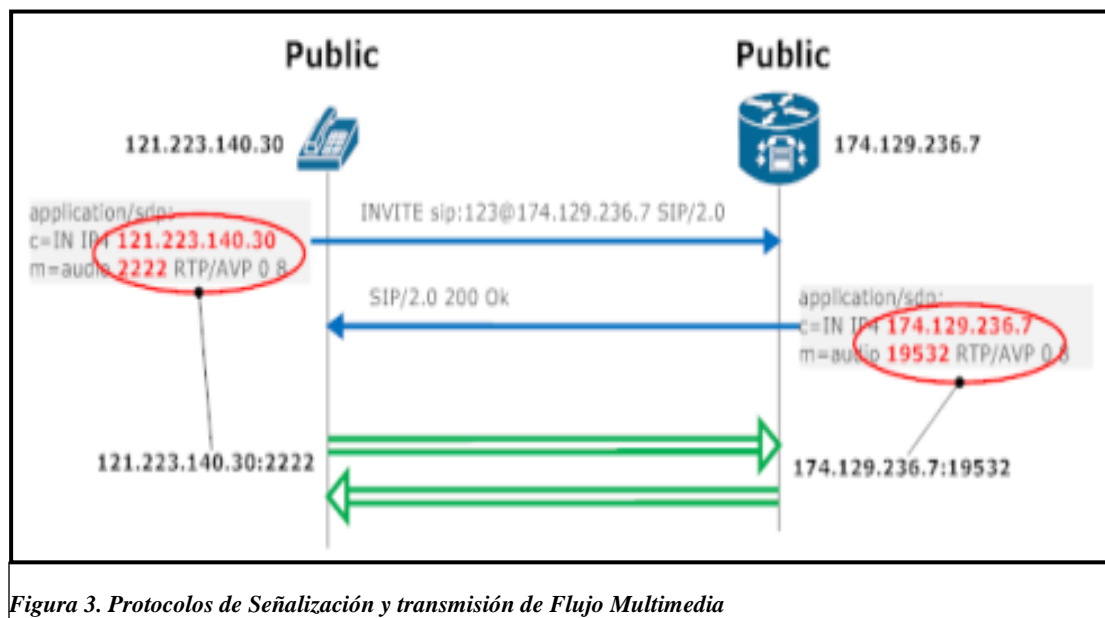 Public
Public
121.223.140.30
174.129.236.7
application/sdp:
c=IN IP4 121.223.140.30
m=audio 2222 RTP/AVP 0 8
INVITE sip:123@174.129.236.7 SIP/2.0
SIP/2.0 200 Ok
application/sdp:
c=IN IP4 174.129.236.7
m=audio 19532 RTP/AVP 0 8
121.223.140.30:2222
174.129.236.7:19532
Figura 3. Protocolos de Señalización y transmisión de Flujo Multimedia